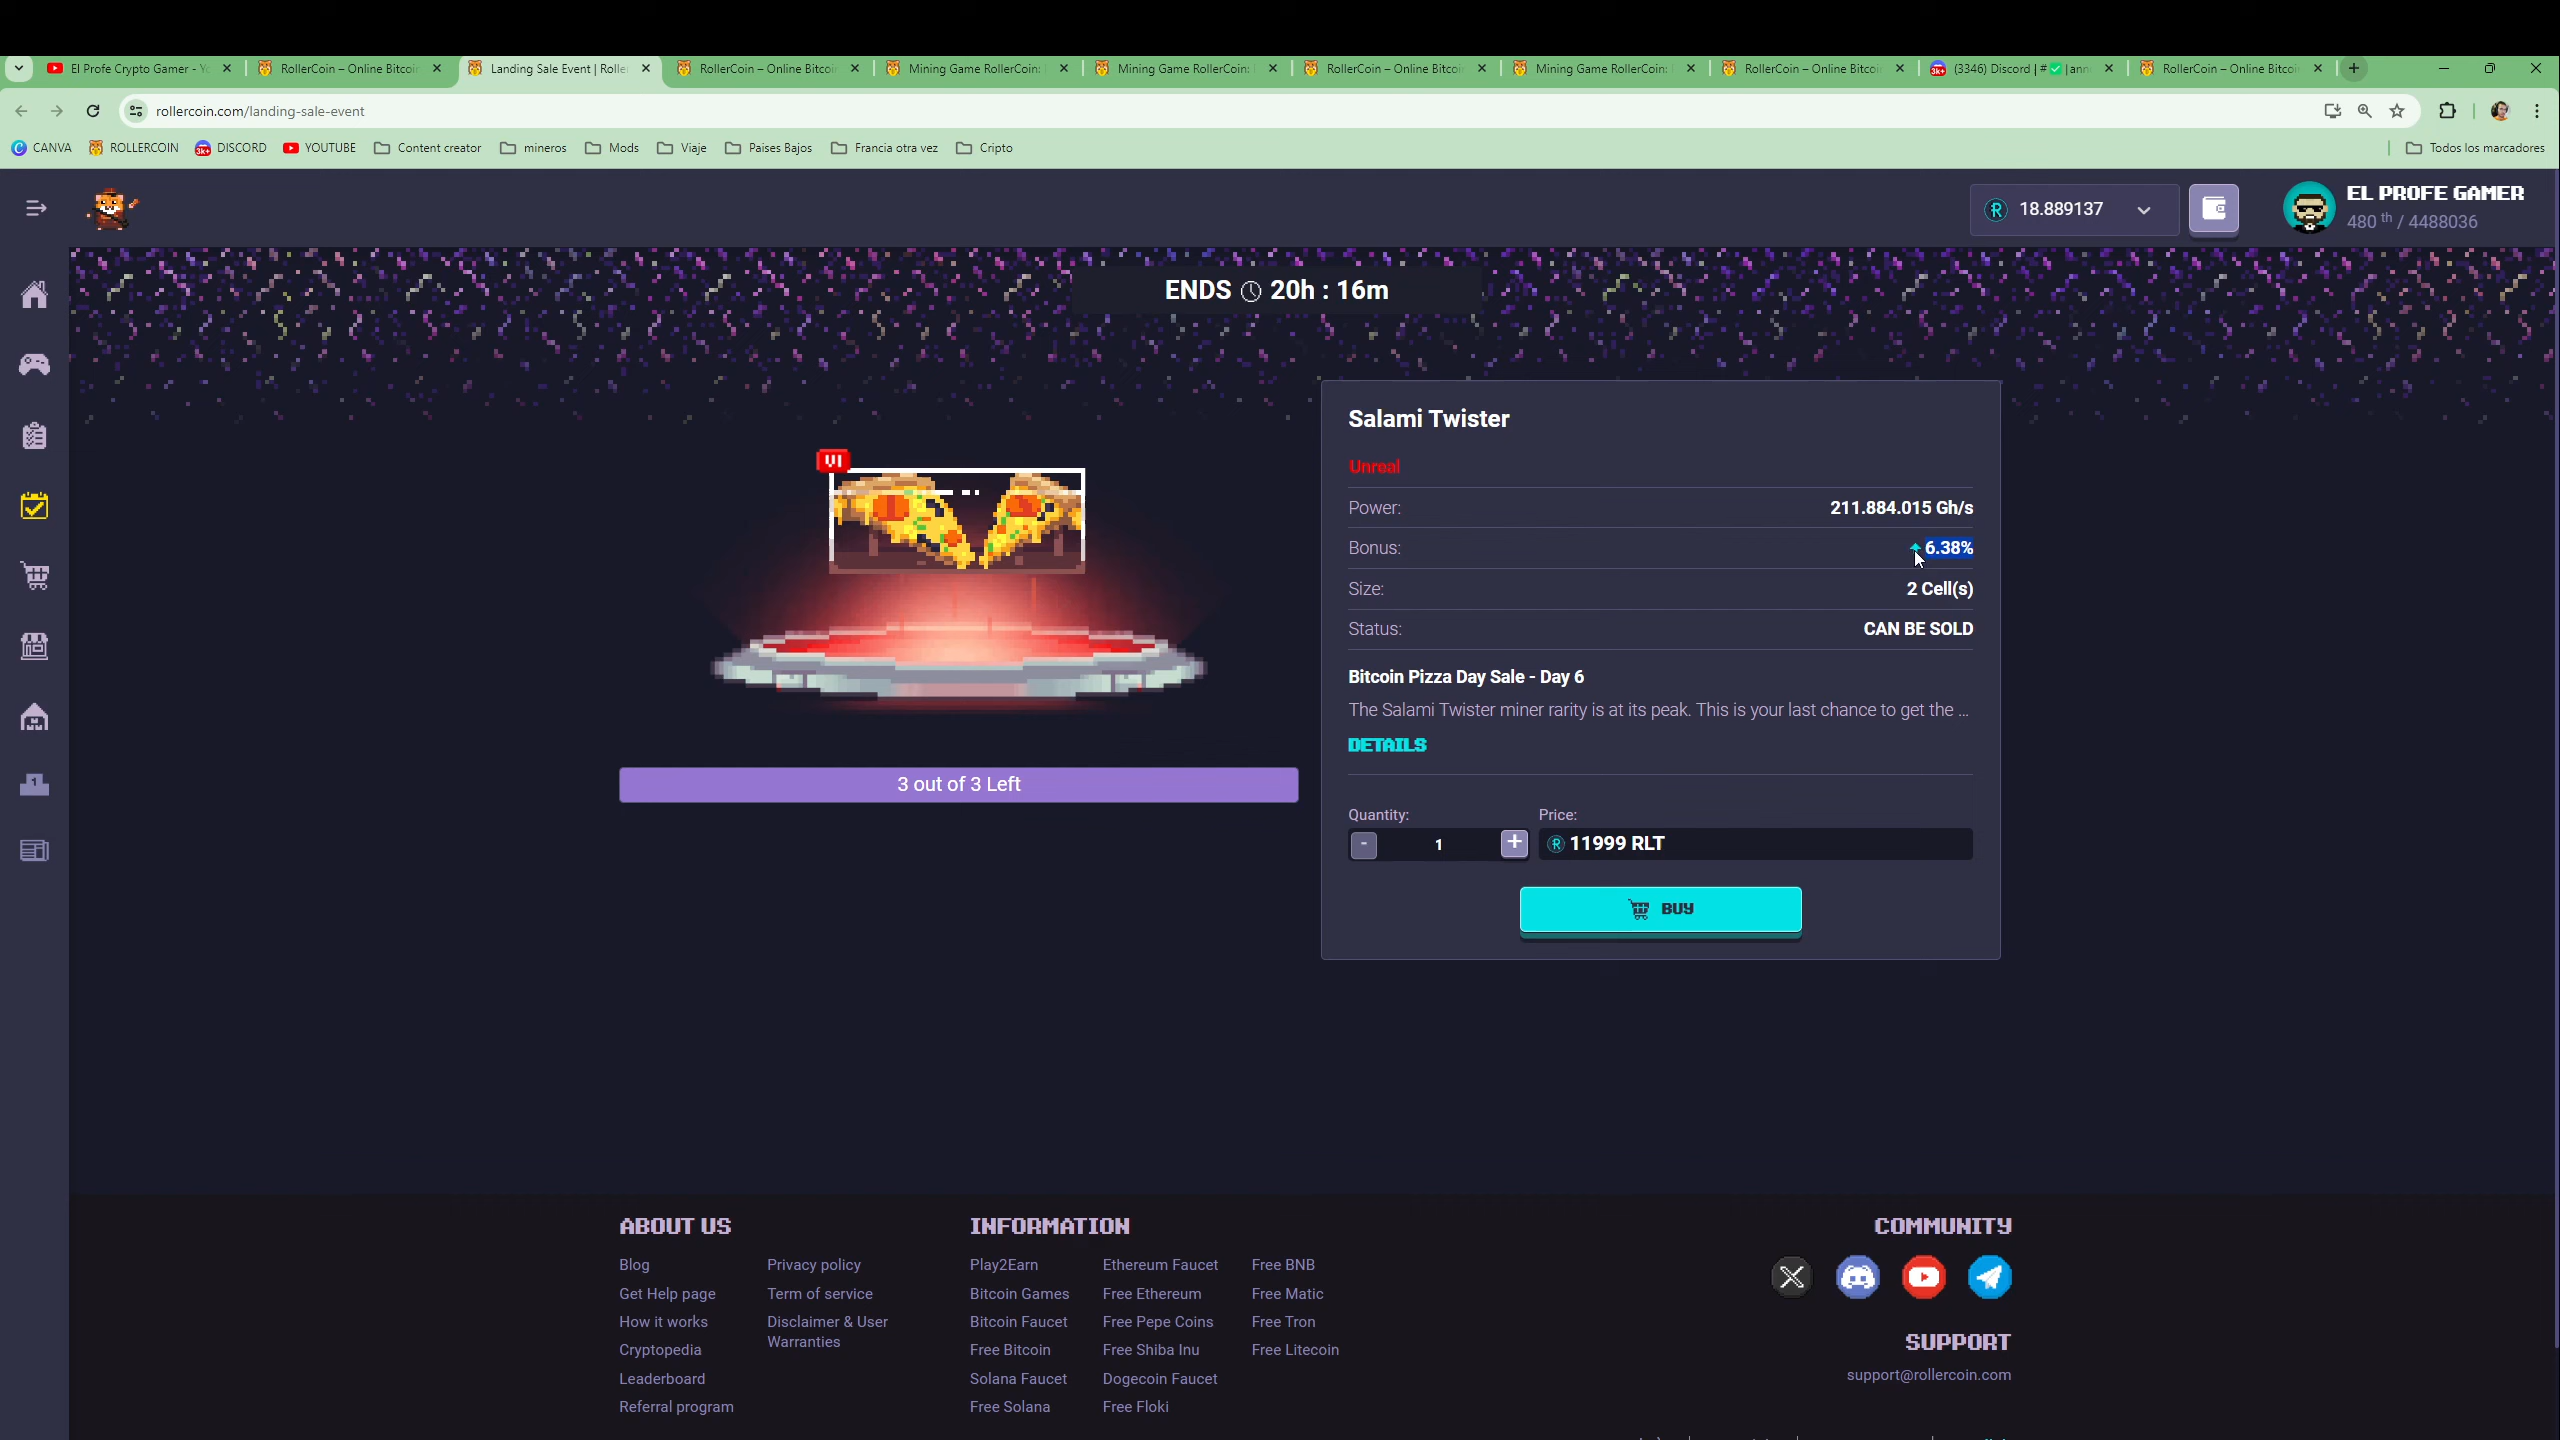 El Profe Crypto Gamer - Yo
RollerCoin – Online Bitcoin
Landing Sale Event | Roller
RollerCoin – Online Bitcoi
Mining Game RollerCoin:
Mining Game RollerCoin:
RollerCoin – Online Bitcoi
Mining Game RollerCoin:
RollerCoin – Online Bitcoi
(3346) Discord | #✅|ann
RollerCoin – Online Bitcoi
rollercoin.com/landing-sale-event
CANVA
ROLLERCOIN
DISCORD
YOUTUBE
Content creator
mineros
Mods
Viaje
Paises Bajos
Francia otra vez
Cripto
Todos los marcadores
18.889137
EL PROFE GAMER
480 th / 4488036
ENDS 20h : 16m
Salami Twister
Unreal
Power: 211.884.015 Gh/s
Bonus: 6.38%
Size: 2 Cell(s)
Status: CAN BE SOLD
Bitcoin Pizza Day Sale - Day 6
The Salami Twister miner rarity is at its peak. This is your last chance to get the ...
DETAILS
VI
3 out of 3 Left
Quantity: Price:
- 1 + 11999 RLT
BUY
ABOUT US
Blog
Get Help page
How it works
Cryptopedia
Leaderboard
Referral program
Privacy policy
Term of service
Disclaimer & User
Warranties
INFORMATION
Play2Earn
Bitcoin Games
Bitcoin Faucet
Free Bitcoin
Solana Faucet
Free Solana
Ethereum Faucet
Free Ethereum
Free Pepe Coins
Free Shiba Inu
Dogecoin Faucet
Free Floki
Free BNB
Free Matic
Free Tron
Free Litecoin
COMMUNITY
SUPPORT
support@rollercoin.com